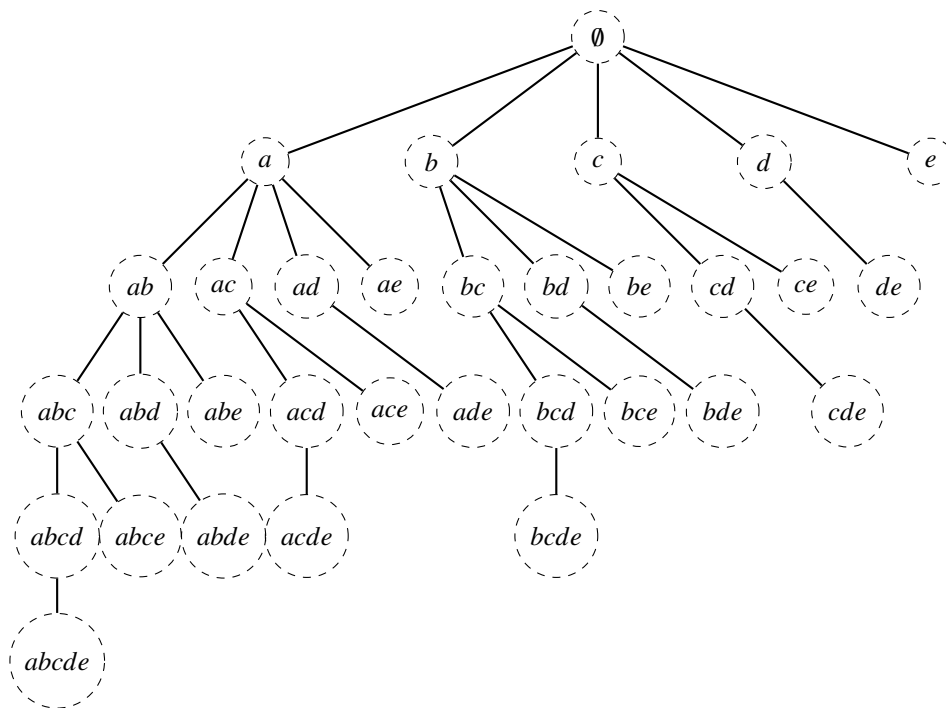 ∅
a b c d e
ab ac ad ae bc bd be cd ce de
abc abd abe acd ace ade bcd bce bde cde
abcd abce abde acde bcde
abcde